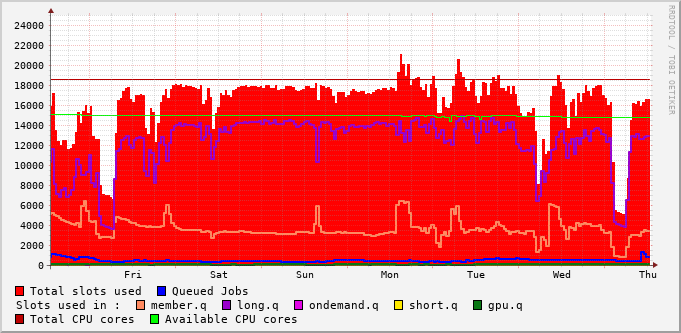 24000
22000
20000
18000
16000
14000
12000
10000
8000
6000
4000
2000
0
Fri Sat Sun Mon Tue Wed Thu
RRDTOOL / TOBI OETIKER
Total slots used Queued Jobs
Slots used in : member.q long.q ondemand.q short.q gpu.q
Total CPU cores Available CPU cores